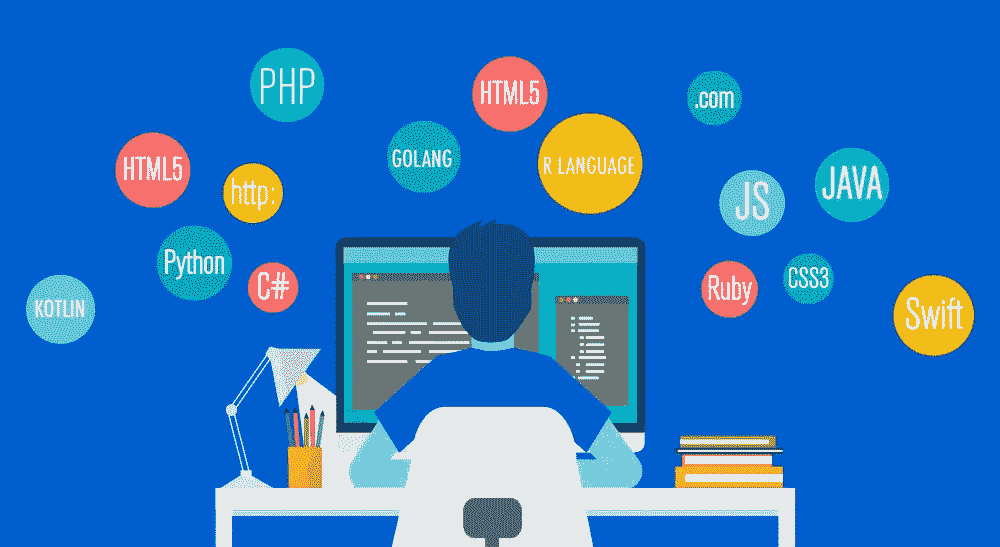 PHP
HTML5
.com
GOLANG
R LANGUAGE
HTML5
http:
JS
JAVA
Python
C#
Ruby
CSS3
KOTLIN
Swift